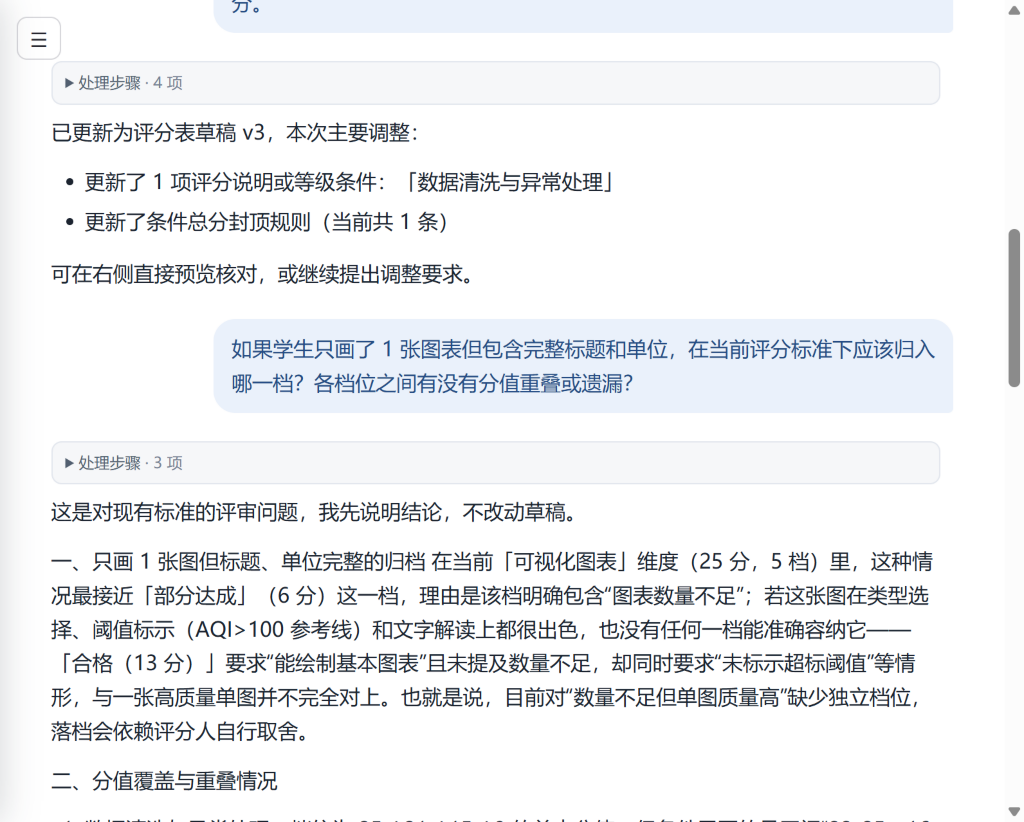 分。
☰
▶ 处理步骤 · 4 项
已更新为评分表草稿 v3，本次主要调整：
• 更新了 1 项评分说明或等级条件：「数据清洗与异常处理」
• 更新了条件总分封顶规则（当前共 1 条）
可在右侧直接预览核对，或继续提出调整要求。
如果学生只画了 1 张图表但包含完整标题和单位，在当前评分标准下应该归入
哪一档？各档位之间有没有分值重叠或遗漏？
▶ 处理步骤 · 3 项
这是对现有标准的评审问题，我先说明结论，不改动草稿。
一、只画 1 张图但标题、单位完整的归档 在当前「可视化图表」维度（25 分，5 档）里，这种情
况最接近「部分达成」（6 分）这一档，理由是该档明确包含“图表数量不足”；若这张图在类型选
择、阈值标示（AQI>100 参考线）和文字解读上都很出色，也没有任何一档能准确容纳它——
「合格（13 分）」要求“能绘制基本图表”且未提及数量不足，却同时要求“未标示超标阈值”等情
形，与一张高质量单图并不完全对上。也就是说，目前对“数量不足但单图质量高”缺少独立档位，
落档会依赖评分人自行取舍。
二、分值覆盖与重叠情况